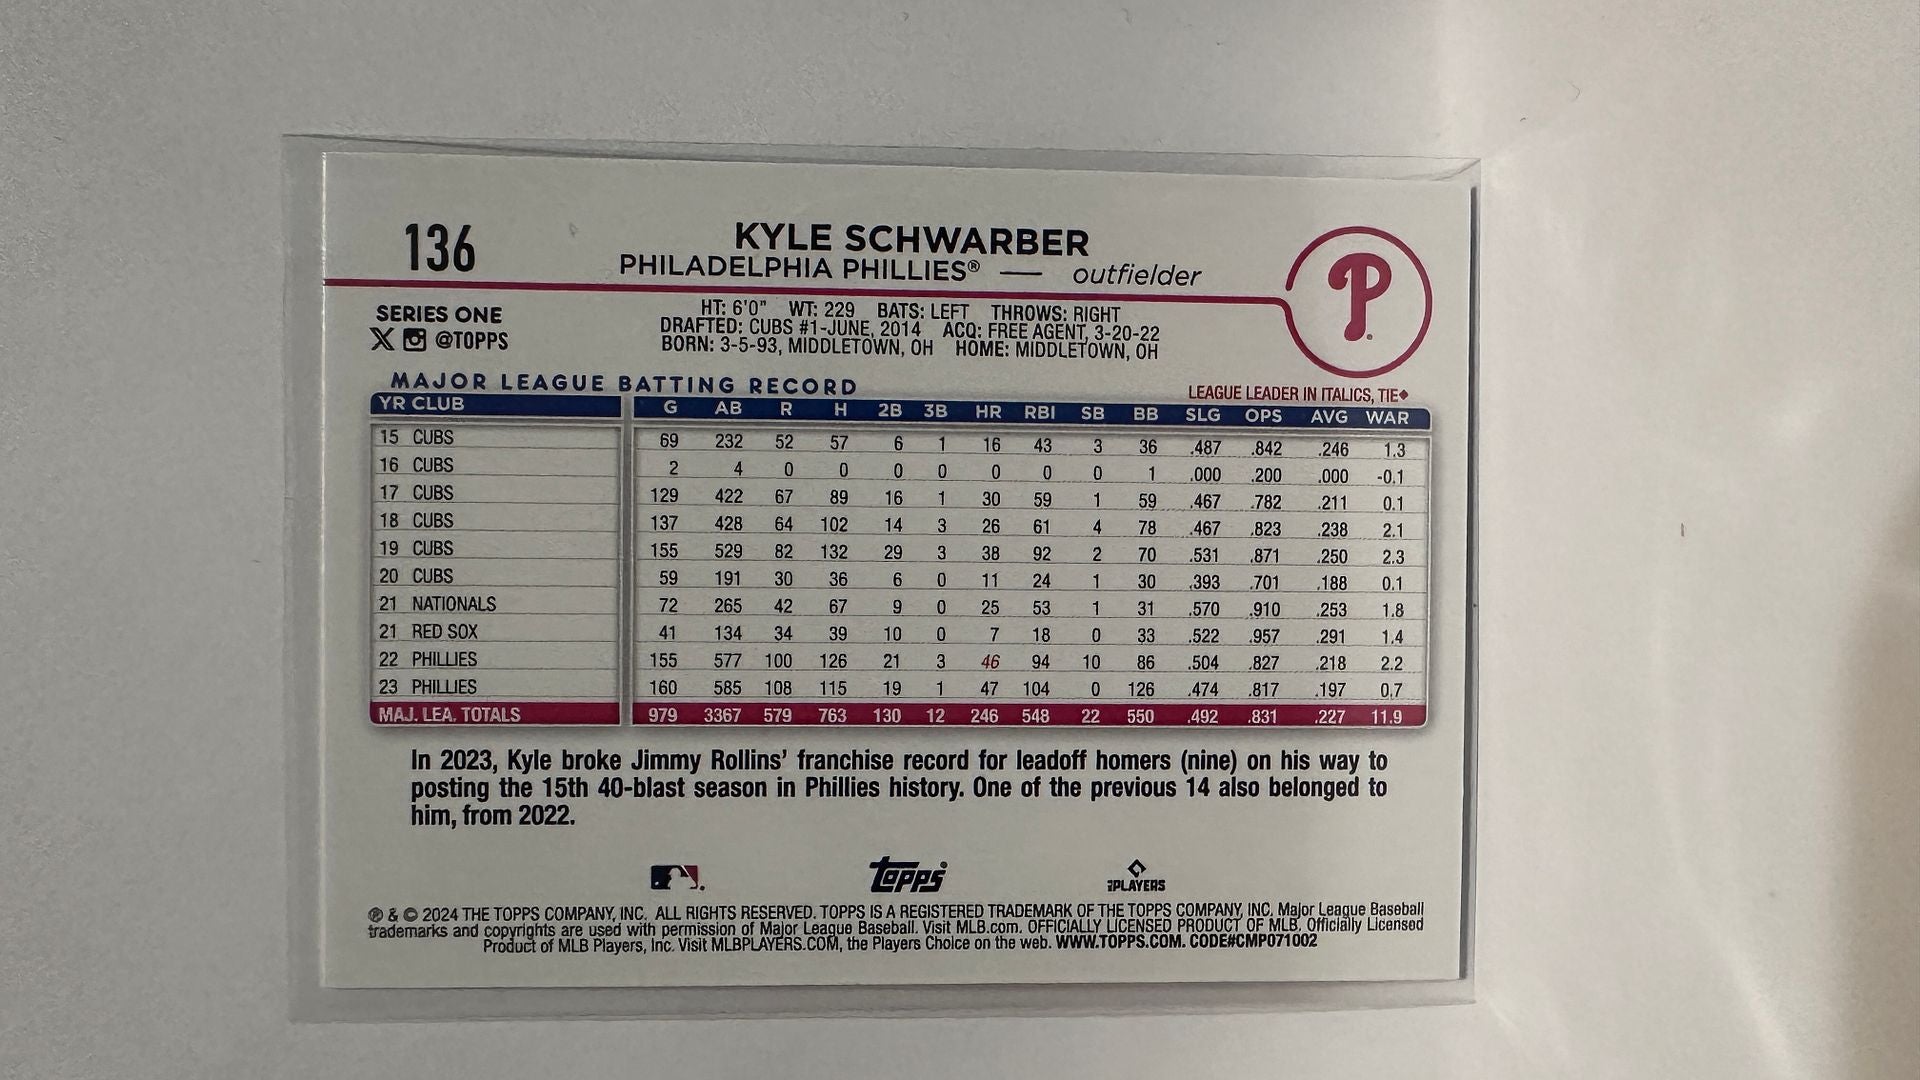 136
KYLE SCHWARBER
PHILADELPHIA PHILLIES® — outfielder
P
SERIES ONE
X @TOPPS
HT: 6'0" WT: 229 BATS: LEFT THROWS: RIGHT
DRAFTED: CUBS #1-JUNE, 2014 ACQ: FREE AGENT, 3-20-22
BORN: 3-5-93, MIDDLETOWN, OH HOME: MIDDLETOWN, OH
MAJOR LEAGUE BATTING RECORD
LEAGUE LEADER IN ITALICS, TIE◆
YR CLUB G AB R H 2B 3B HR RBI SB BB SLG OPS AVG WAR
15 CUBS 69 232 52 57 6 1 16 43 3 36 .487 .842 .246 1.3
16 CUBS 2 4 0 0 0 0 0 0 0 1 .000 .200 .000 -0.1
17 CUBS 129 422 67 89 16 1 30 59 1 59 .467 .782 .211 0.1
18 CUBS 137 428 64 102 14 3 26 61 4 78 .467 .823 .238 2.1
19 CUBS 155 529 82 132 29 3 38 92 2 70 .531 .871 .250 2.3
20 CUBS 59 191 30 36 6 0 11 24 1 30 .393 .701 .188 0.1
21 NATIONALS 72 265 42 67 9 0 25 53 1 31 .570 .910 .253 1.8
21 RED SOX 41 134 34 39 10 0 7 18 0 33 .522 .957 .291 1.4
22 PHILLIES 155 577 100 126 21 3 46 94 10 86 .504 .827 .218 2.2
23 PHILLIES 160 585 108 115 19 1 47 104 0 126 .474 .817 .197 0.7
MAJ. LEA. TOTALS 979 3367 579 763 130 12 246 548 22 550 .492 .831 .227 11.9
In 2023, Kyle broke Jimmy Rollins' franchise record for leadoff homers (nine) on his way to
posting the 15th 40-blast season in Phillies history. One of the previous 14 also belonged to
him, from 2022.
Topps
PLAYERS
℗ & © 2024 THE TOPPS COMPANY, INC. ALL RIGHTS RESERVED. TOPPS IS A REGISTERED TRADEMARK OF THE TOPPS COMPANY, INC. Major League Baseball
trademarks and copyrights are used with permission of Major League Baseball. Visit MLB.com. OFFICIALLY LICENSED PRODUCT OF MLB. Officially Licensed
Product of MLB Players, Inc. Visit MLBPLAYERS.COM, the Players Choice on the web. WWW.TOPPS.COM. CODE#CMP071002